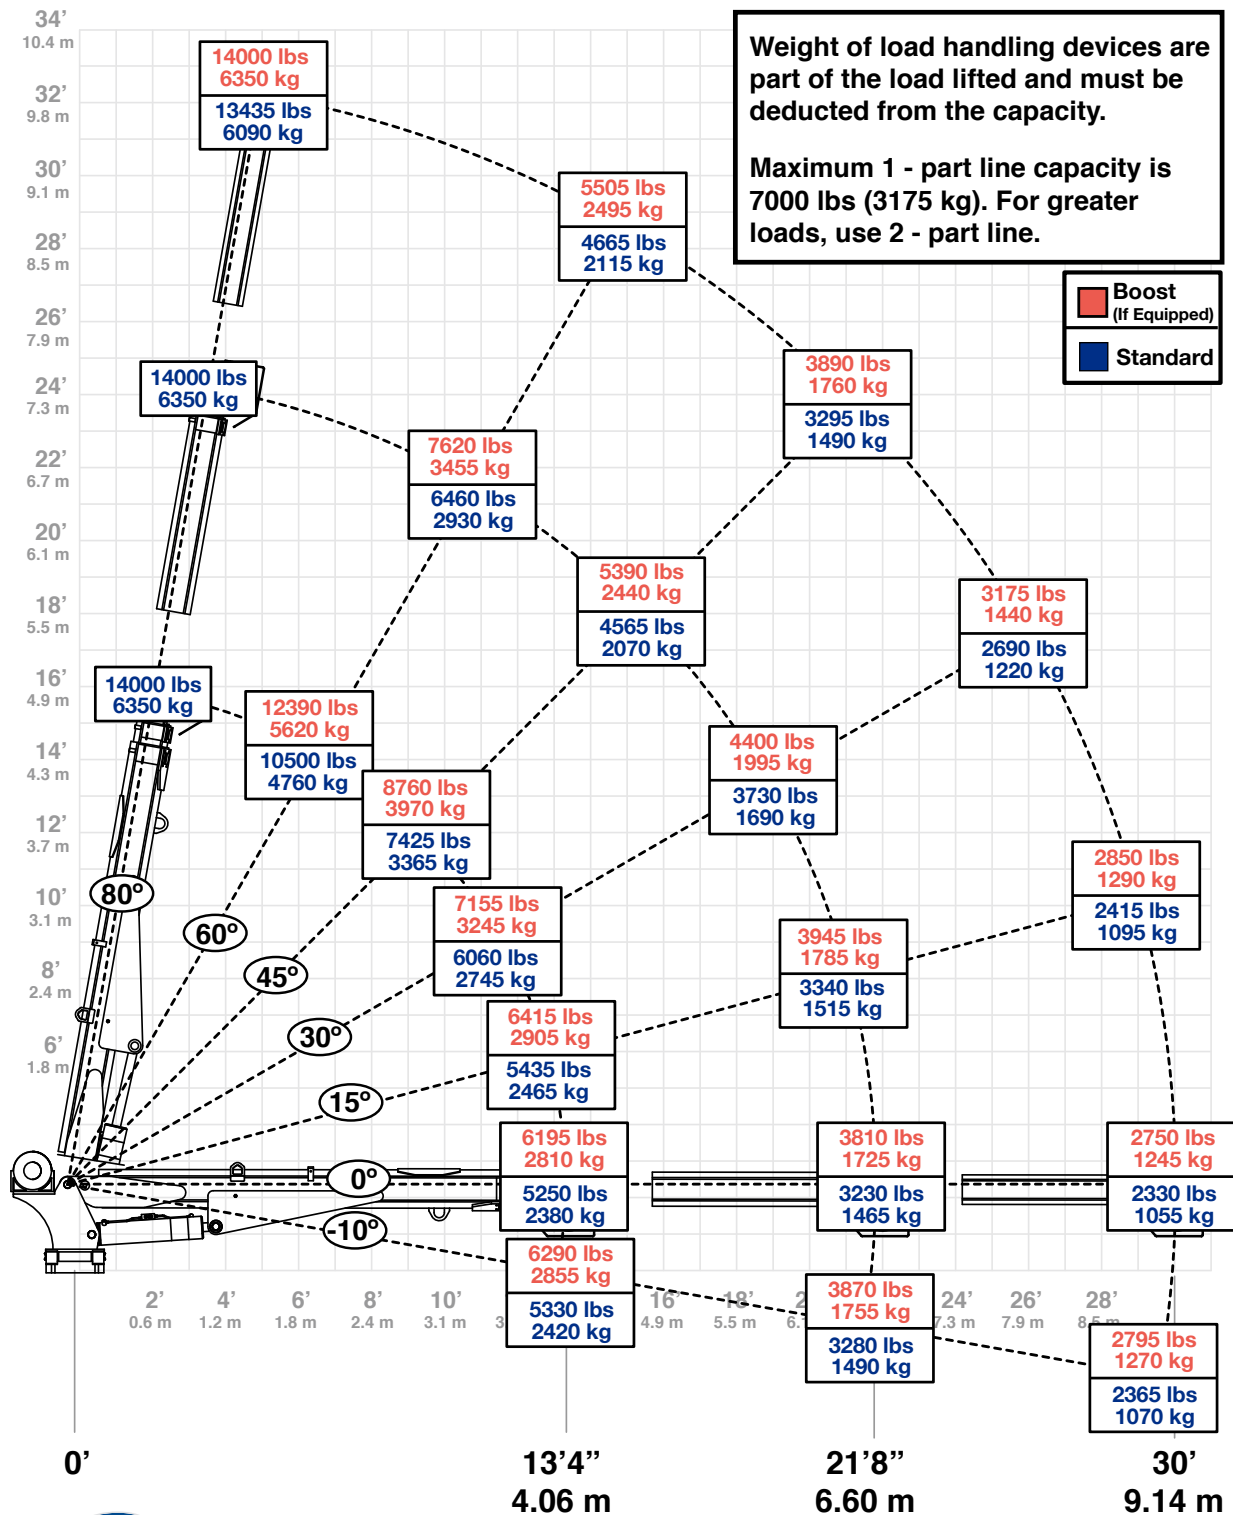 34’
10.4 m
32’
9.8 m
30’
9.1 m
28’
8.5 m
26’
7.9 m
24’
7.3 m
22’
6.7 m
20’
6.1 m
18’
5.5 m
16’
4.9 m
14’
4.3 m
12’
3.7 m
10’
3.1 m
8’
2.4 m
6’
1.8 m
Weight of load handling devices are
part of the load lifted and must be
deducted from the capacity.
Maximum 1 - part line capacity is
7000 lbs (3175 kg). For greater
loads, use 2 - part line.
Boost
(If Equipped)
Standard
14000 lbs
6350 kg
13435 lbs
6090 kg
5505 lbs
2495 kg
4665 lbs
2115 kg
3890 lbs
1760 kg
3295 lbs
1490 kg
14000 lbs
6350 kg
7620 lbs
3455 kg
6460 lbs
2930 kg
5390 lbs
2440 kg
4565 lbs
2070 kg
3175 lbs
1440 kg
2690 lbs
1220 kg
14000 lbs
6350 kg
12390 lbs
5620 kg
10500 lbs
4760 kg
4400 lbs
1995 kg
3730 lbs
1690 kg
8760 lbs
3970 kg
7425 lbs
3365 kg
2850 lbs
1290 kg
2415 lbs
1095 kg
7155 lbs
3245 kg
6060 lbs
2745 kg
3945 lbs
1785 kg
3340 lbs
1515 kg
6415 lbs
2905 kg
5435 lbs
2465 kg
80º
60º
45º
30º
15º
0º
-10º
6195 lbs
2810 kg
5250 lbs
2380 kg
3810 lbs
1725 kg
3230 lbs
1465 kg
2750 lbs
1245 kg
2330 lbs
1055 kg
6290 lbs
2855 kg
5330 lbs
2420 kg
3870 lbs
1755 kg
3280 lbs
1490 kg
2795 lbs
1270 kg
2365 lbs
1070 kg
2’ 4’ 6’ 8’ 10’ 16’ 18’ 24’ 26’ 28’
0.6 m 1.2 m 1.8 m 2.4 m 3.1 m 4.9 m 5.5 m 7.3 m 7.9 m 8.5 m
0’ 13’4” 21’8” 30’
4.06 m 6.60 m 9.14 m